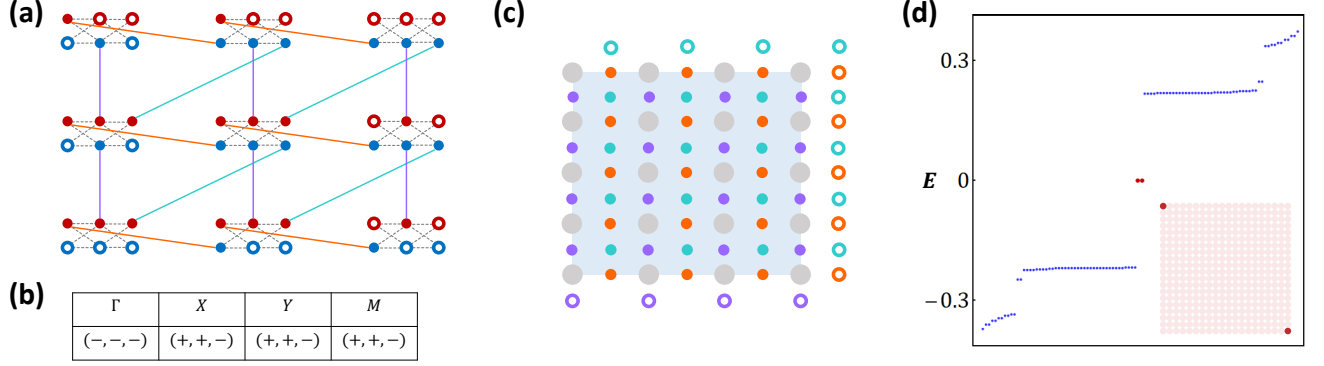 (a)
(b)
Γ X Y M
(−,−,−) (+,+,−) (+,+,−) (+,+,−)
(c)
(d)
0.3
E 0
−0.3